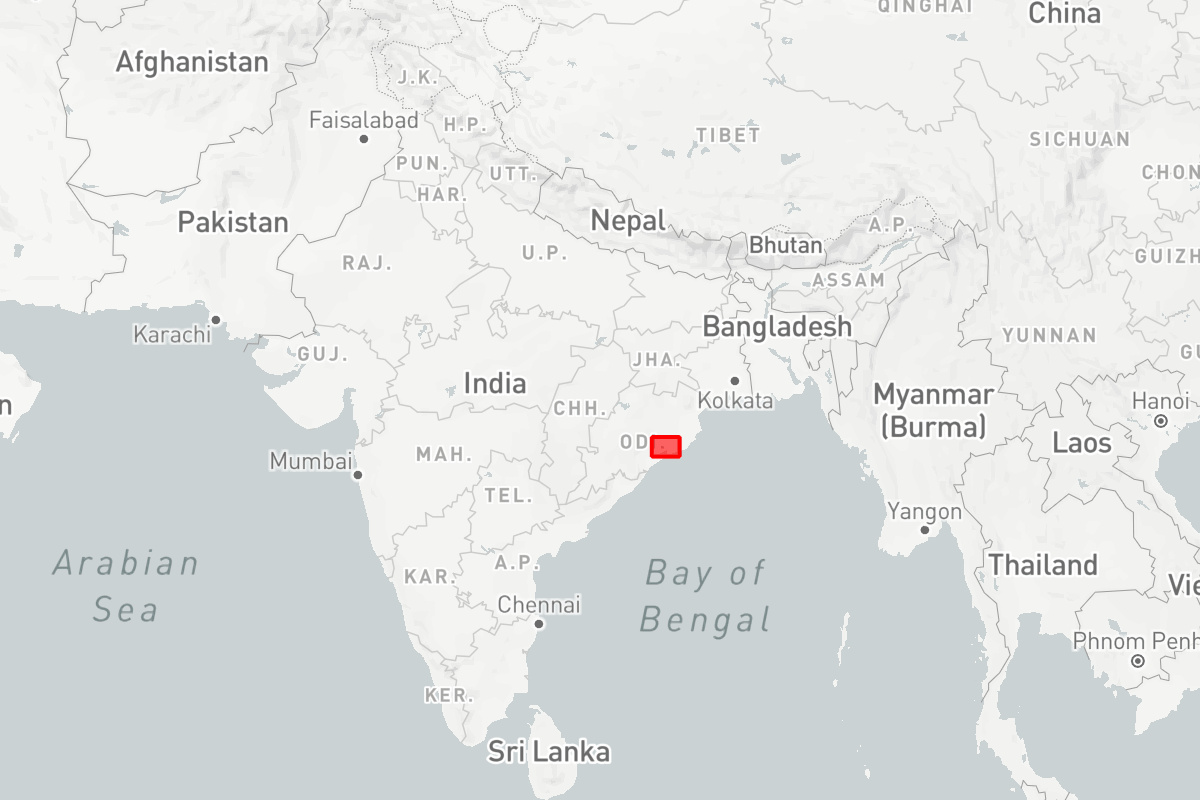 QINGHAI
China
Afghanistan
J.K.
Faisalabad
H.P.
TIBET
SICHUAN
PUN.
UTT.
CHON
HAR.
Pakistan
Nepal
A.P.
Bhutan
U.P.
RAJ.
ASSAM
GUIZH
Karachi
Bangladesh
YUNNAN
GUJ.
JHA.
GU
India
Kolkata
Myanmar
(Burma)
Hanoi
n
CHH.
OD
Laos
MAH.
Mumbai
TEL.
Yangon
Arabian
Sea
A.P.
KAR.
Bay of
Bengal
Thailand
Vie
Chennai
Phnom Penh
KER.
Sri Lanka